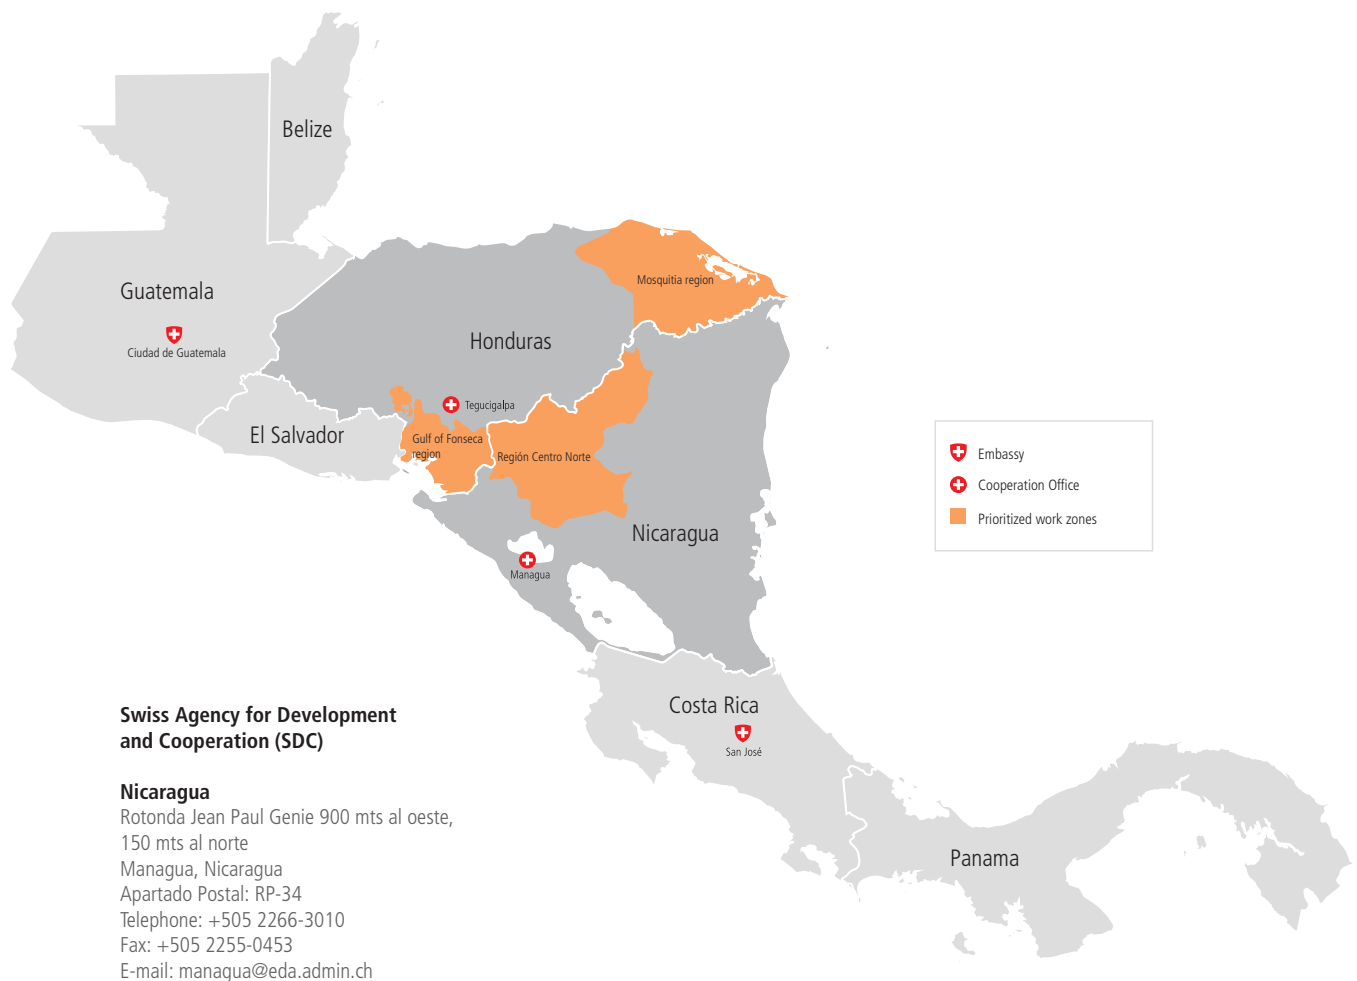 Belize
Guatemala
Ciudad de Guatemala
Mosquitia region
Honduras
Tegucigalpa
El Salvador
Gulf of Fonseca
region
Región Centro Norte
Nicaragua
Managua
Embassy
Cooperation Office
Prioritized work zones
Costa Rica
San José
Panama
Swiss Agency for Development
and Cooperation (SDC)
Nicaragua
Rotonda Jean Paul Genie 900 mts al oeste,
150 mts al norte
Managua, Nicaragua
Apartado Postal: RP-34
Telephone: +505 2266-3010
Fax: +505 2255-0453
E-mail: managua@eda.admin.ch